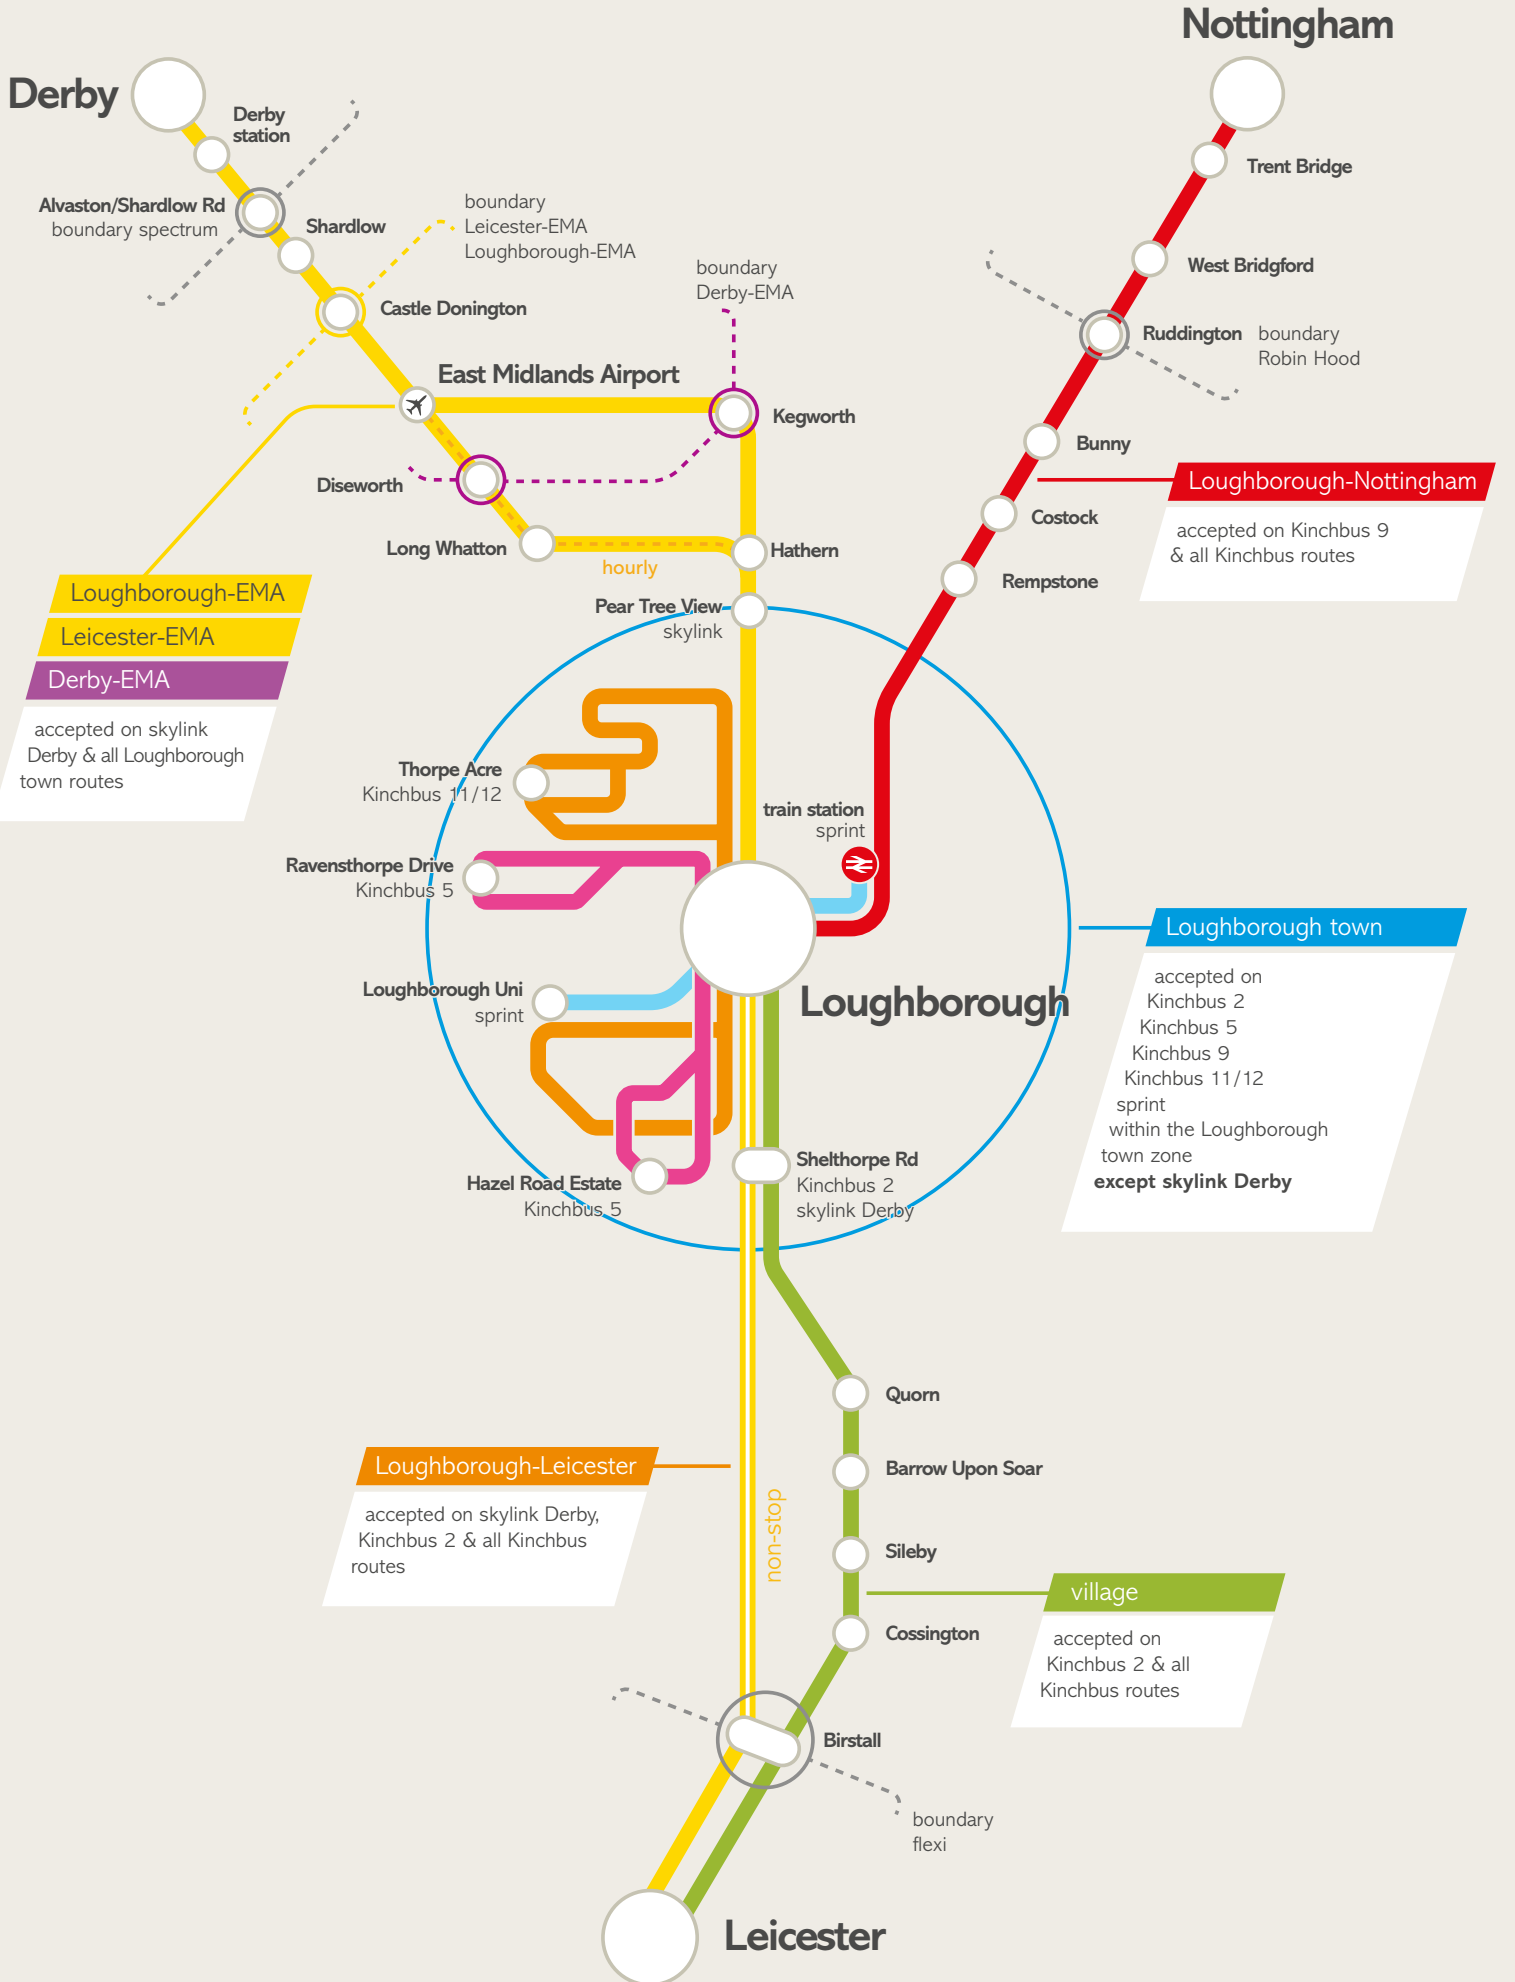 Nottingham
Derby
Derby
station
Trent Bridge
Alvaston/Shardlow Rd
boundary spectrum
Shardlow
boundary
Leicester-EMA
Loughborough-EMA
West Bridgford
boundary
Derby-EMA
Castle Donington
Ruddington
boundary
Robin Hood
East Midlands Airport
Kegworth
Bunny
Diseworth
Loughborough-Nottingham
accepted on Kinchbus 9
& all Kinchbus routes
Costock
Long Whatton
Hathern
hourly
Rempstone
Loughborough-EMA
Leicester-EMA
Derby-EMA
accepted on skylink
Derby & all Loughborough
town routes
Pear Tree View
skylink
Thorpe Acre
Kinchbus 11/12
train station
sprint
Ravensthorpe Drive
Kinchbus 5
Loughborough town
accepted on
Kinchbus 2
Kinchbus 5
Kinchbus 9
Kinchbus 11/12
sprint
within the Loughborough
town zone
except skylink Derby
Loughborough Uni
sprint
Loughborough
Shelthorpe Rd
Kinchbus 2
skylink Derby
Hazel Road Estate
Kinchbus 5
Quorn
Barrow Upon Soar
Loughborough-Leicester
accepted on skylink Derby,
Kinchbus 2 & all Kinchbus
routes
non-stop
Sileby
village
accepted on
Kinchbus 2 & all
Kinchbus routes
Cossington
Birstall
boundary
flexi
Leicester